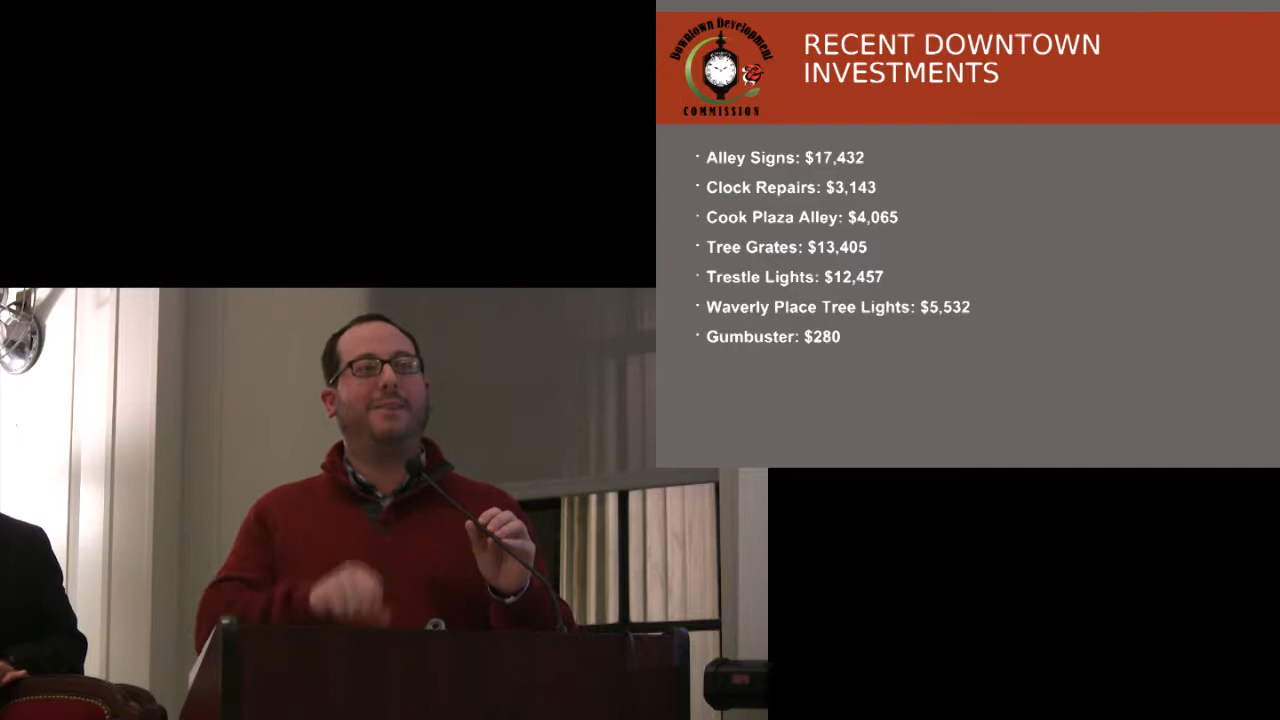 Downtown Development
COMMISSION
RECENT DOWNTOWN
INVESTMENTS
· Alley Signs: $17,432
· Clock Repairs: $3,143
· Cook Plaza Alley: $4,065
· Tree Grates: $13,405
· Trestle Lights: $12,457
· Waverly Place Tree Lights: $5,532
· Gumbuster: $280